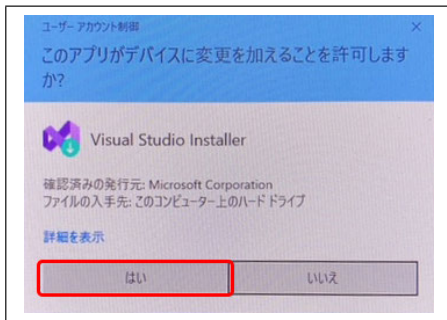 ユーザー アカウント制御
このアプリがデバイスに変更を加えることを許可します
か?
Visual Studio Installer
確認済みの発行元: Microsoft Corporation
ファイルの入手先: このコンピューター上のハード ドライブ
詳細を表示
はい
いいえ